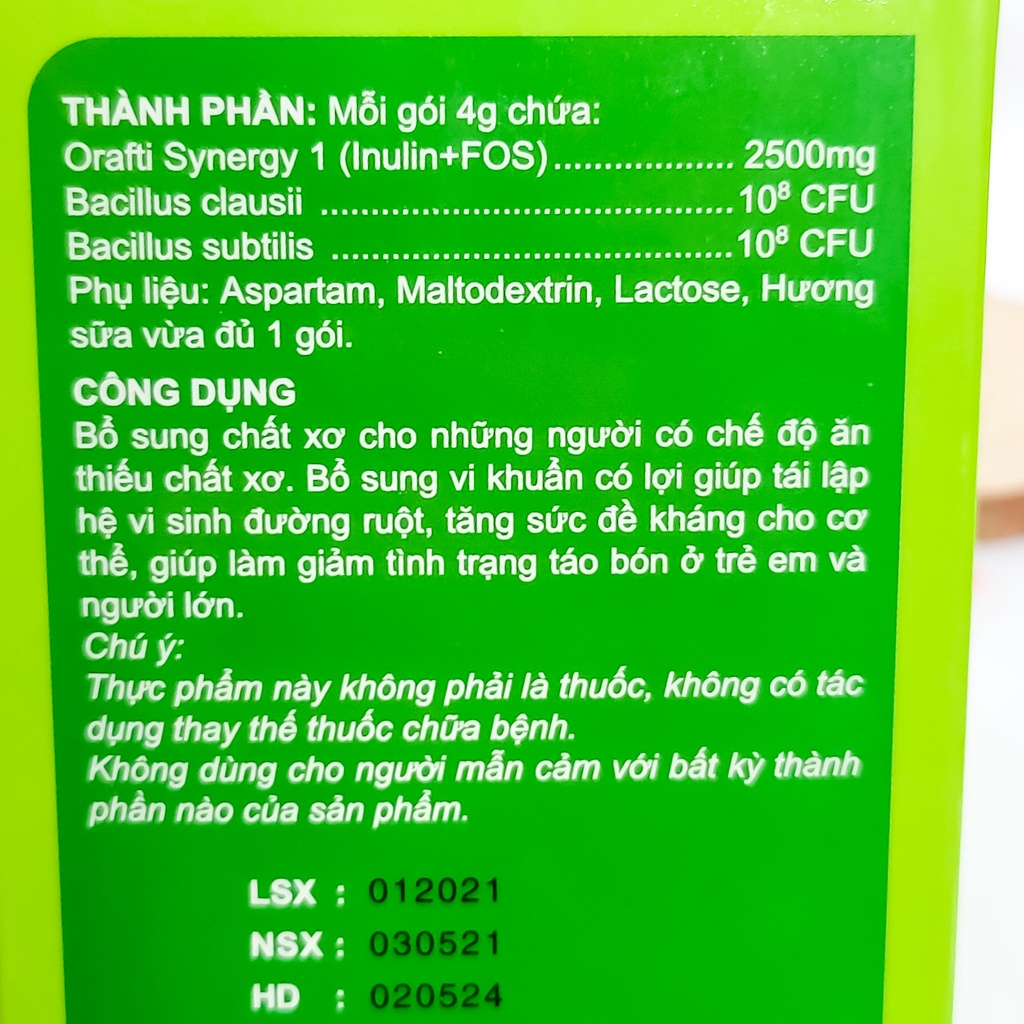 THÀNH PHẦN: Mỗi gói 4g chứa:
Orafti Synergy 1 (Inulin+FOS).................. 2500mg
Bacillus clausii .........................................10⁸ CFU
Bacillus subtilis ........................................10⁸ CFU
Phụ liệu: Aspartam, Maltodextrin, Lactose, Hương
sữa vừa đủ 1 gói.
CÔNG DỤNG
Bổ sung chất xơ cho những người có chế độ ăn
thiếu chất xơ. Bổ sung vi khuẩn có lợi giúp tái lập
hệ vi sinh đường ruột, tăng sức đề kháng cho cơ
thể, giúp làm giảm tình trạng táo bón ở trẻ em và
người lớn.
Chú ý:
Thực phẩm này không phải là thuốc, không có tác
dụng thay thế thuốc chữa bệnh.
Không dùng cho người mẫn cảm với bất kỳ thành
phần nào của sản phẩm.
LSX : 012021
NSX : 030521
HD : 020524